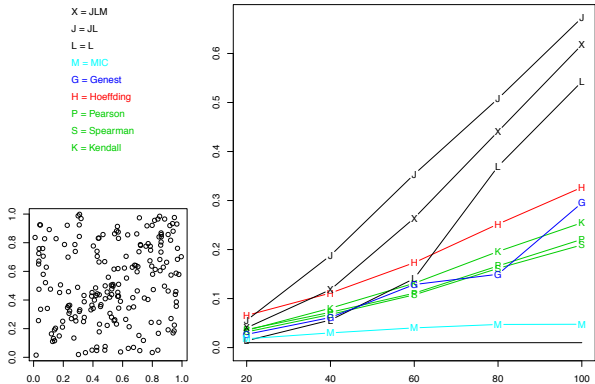 X = JLM
J = JL
L = L
M = MIC
G = Genest
H = Hoeffding
P = Pearson
S = Spearman
K = Kendall
0.0 0.2 0.4 0.6 0.8 1.0
0.0 0.2 0.4 0.6 0.8 1.0
0.0 0.1 0.2 0.3 0.4 0.5 0.6
20 40 60 80 100
J J J J
X X X X
L L L
H H H H H
G G G G
K K K K
P P P
S S S
M M M M